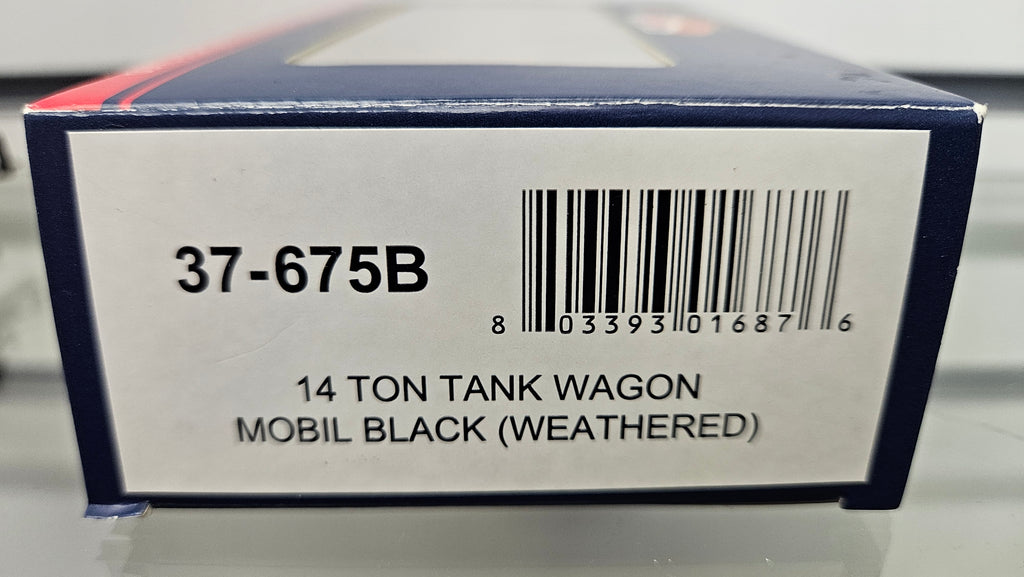 37-675B
8 03393 01687 6
14 TON TANK WAGON
MOBIL BLACK (WEATHERED)